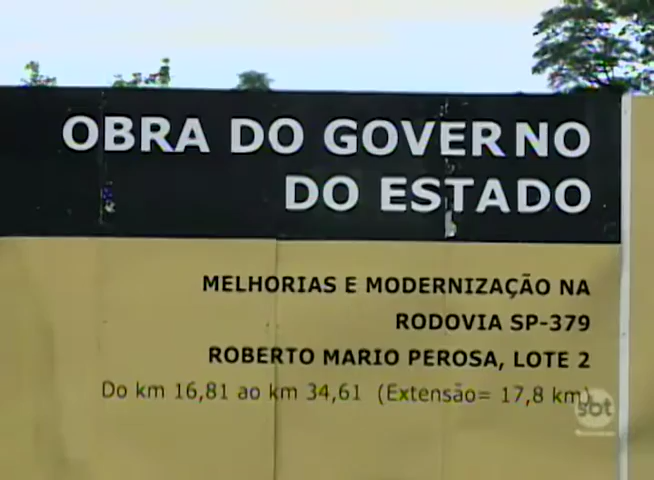 OBRA DO GOVERNO
DO ESTADO
MELHORIAS E MODERNIZAÇÃO NA
RODOVIA SP-379
ROBERTO MARIO PEROSA, LOTE 2
Do km 16,81 ao km 34,61 (Extensão= 17,8 km)
sbt